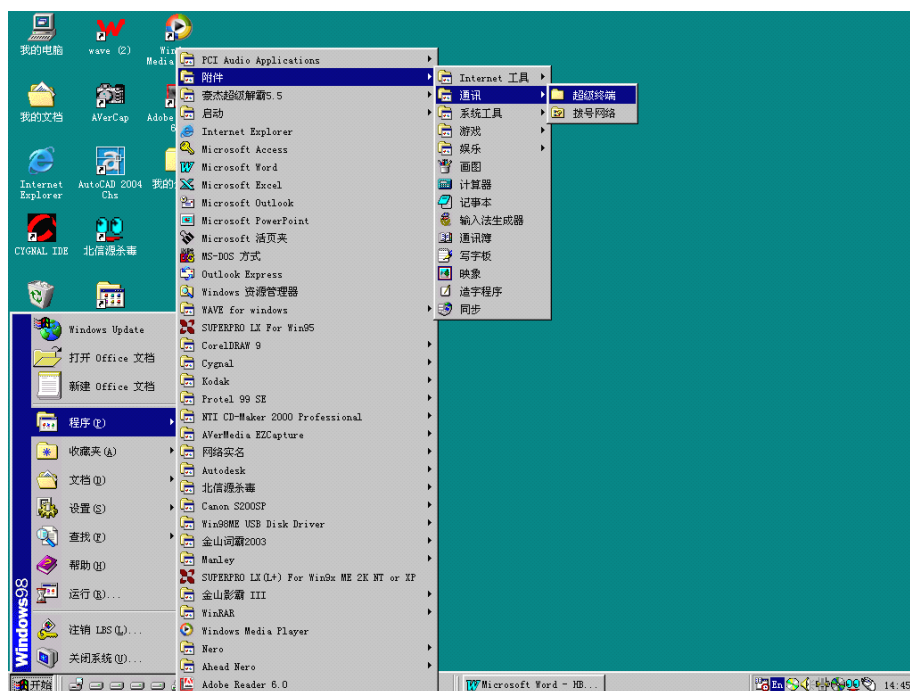 我的电脑
wave (2)
Media
我的文档
AVerCap
Adobe
6
Internet Explorer
AutoCAD 2004 Chs
CYGNAL IDE
北信源杀毒
PCI Audio Applications
附件
豪杰超级解霸5.5
启动
Internet Explorer
Microsoft Access
Microsoft Word
Microsoft Excel
Microsoft Outlook
Microsoft PowerPoint
Microsoft 活页夹
MS-DOS 方式
Outlook Express
Windows 资源管理器
WAVE for windows
SUPERPRO LX For Win95
CorelDRAW 9
Cygnal
Kodak
Protel 99 SE
NTI CD-Maker 2000 Professional
AVerMedia EZCapture
网络实名
Autodesk
北信源杀毒
Canon S200SP
Win98ME USB Disk Driver
金山词霸2003
Manley
SUPERPRO LX(L+) For Win9x ME 2K NT or XP
金山影霸 III
WinRAR
Windows Media Player
Nero
Ahead Nero
Adobe Reader 6.0
Internet 工具
通讯
系统工具
游戏
娱乐
画图
计算器
记事本
输入法生成器
通讯簿
写字板
映象
造字程序
同步
超级终端
拨号网络
Windows Update
打开 Office 文档
新建 Office 文档
程序(P)
收藏夹(A)
文档(D)
设置(S)
查找(F)
帮助(H)
运行(R)...
注销 LBS(L)...
关闭系统(U)...
Windows98
开始
Microsoft Word - HB...
En
14:45